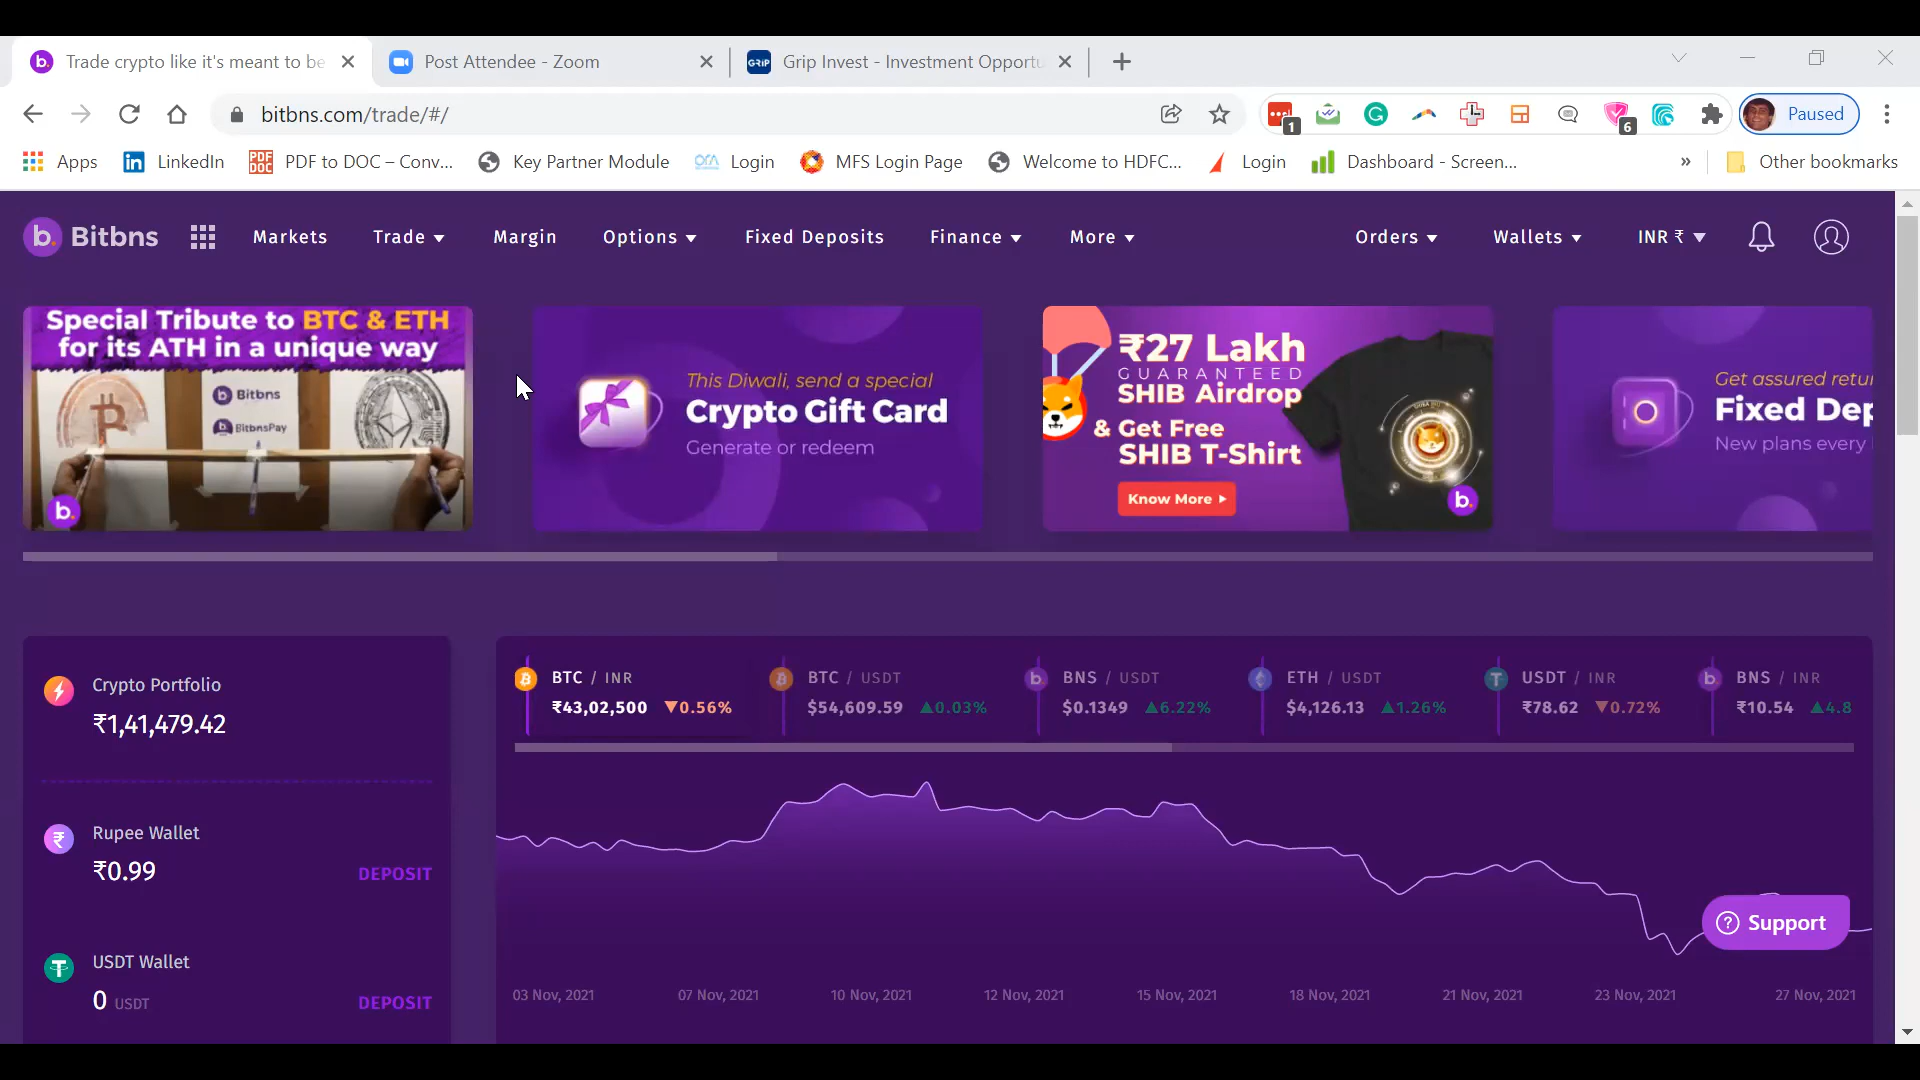 Trade crypto like it's meant to be
Post Attendee - Zoom
GRIP
Grip Invest - Investment Opportu
bitbns.com/trade/#/
1
6
Paused
Apps
LinkedIn
PDF DOC
PDF to DOC – Conv...
Key Partner Module
Login
MFS Login Page
Welcome to HDFC...
Login
Dashboard - Screen...
»
Other bookmarks
b. Bitbns
Markets
Trade
Margin
Options
Fixed Deposits
Finance
More
Orders
Wallets
INR ₹
Special Tribute to BTC & ETH
for its ATH in a unique way
Bitbns
BitbnsPay
b.
This Diwali, send a special
Crypto Gift Card
Generate or redeem
₹27 Lakh
GUARANTEED
SHIB Airdrop
& Get Free
SHIB T-Shirt
Know More
b.
Get assured retur
Fixed Dep
New plans every
Crypto Portfolio
₹1,41,479.42
Rupee Wallet
₹0.99
DEPOSIT
USDT Wallet
0 USDT
DEPOSIT
BTC / INR
₹43,02,500 ▼0.56%
BTC / USDT
$54,609.59 ▲0.03%
BNS / USDT
$0.1349 ▲6.22%
ETH / USDT
$4,126.13 ▲1.26%
USDT / INR
₹78.62 ▼0.72%
BNS / INR
₹10.54 ▲4.8
Support
03 Nov, 2021
07 Nov, 2021
10 Nov, 2021
12 Nov, 2021
15 Nov, 2021
18 Nov, 2021
21 Nov, 2021
23 Nov, 2021
27 Nov, 2021